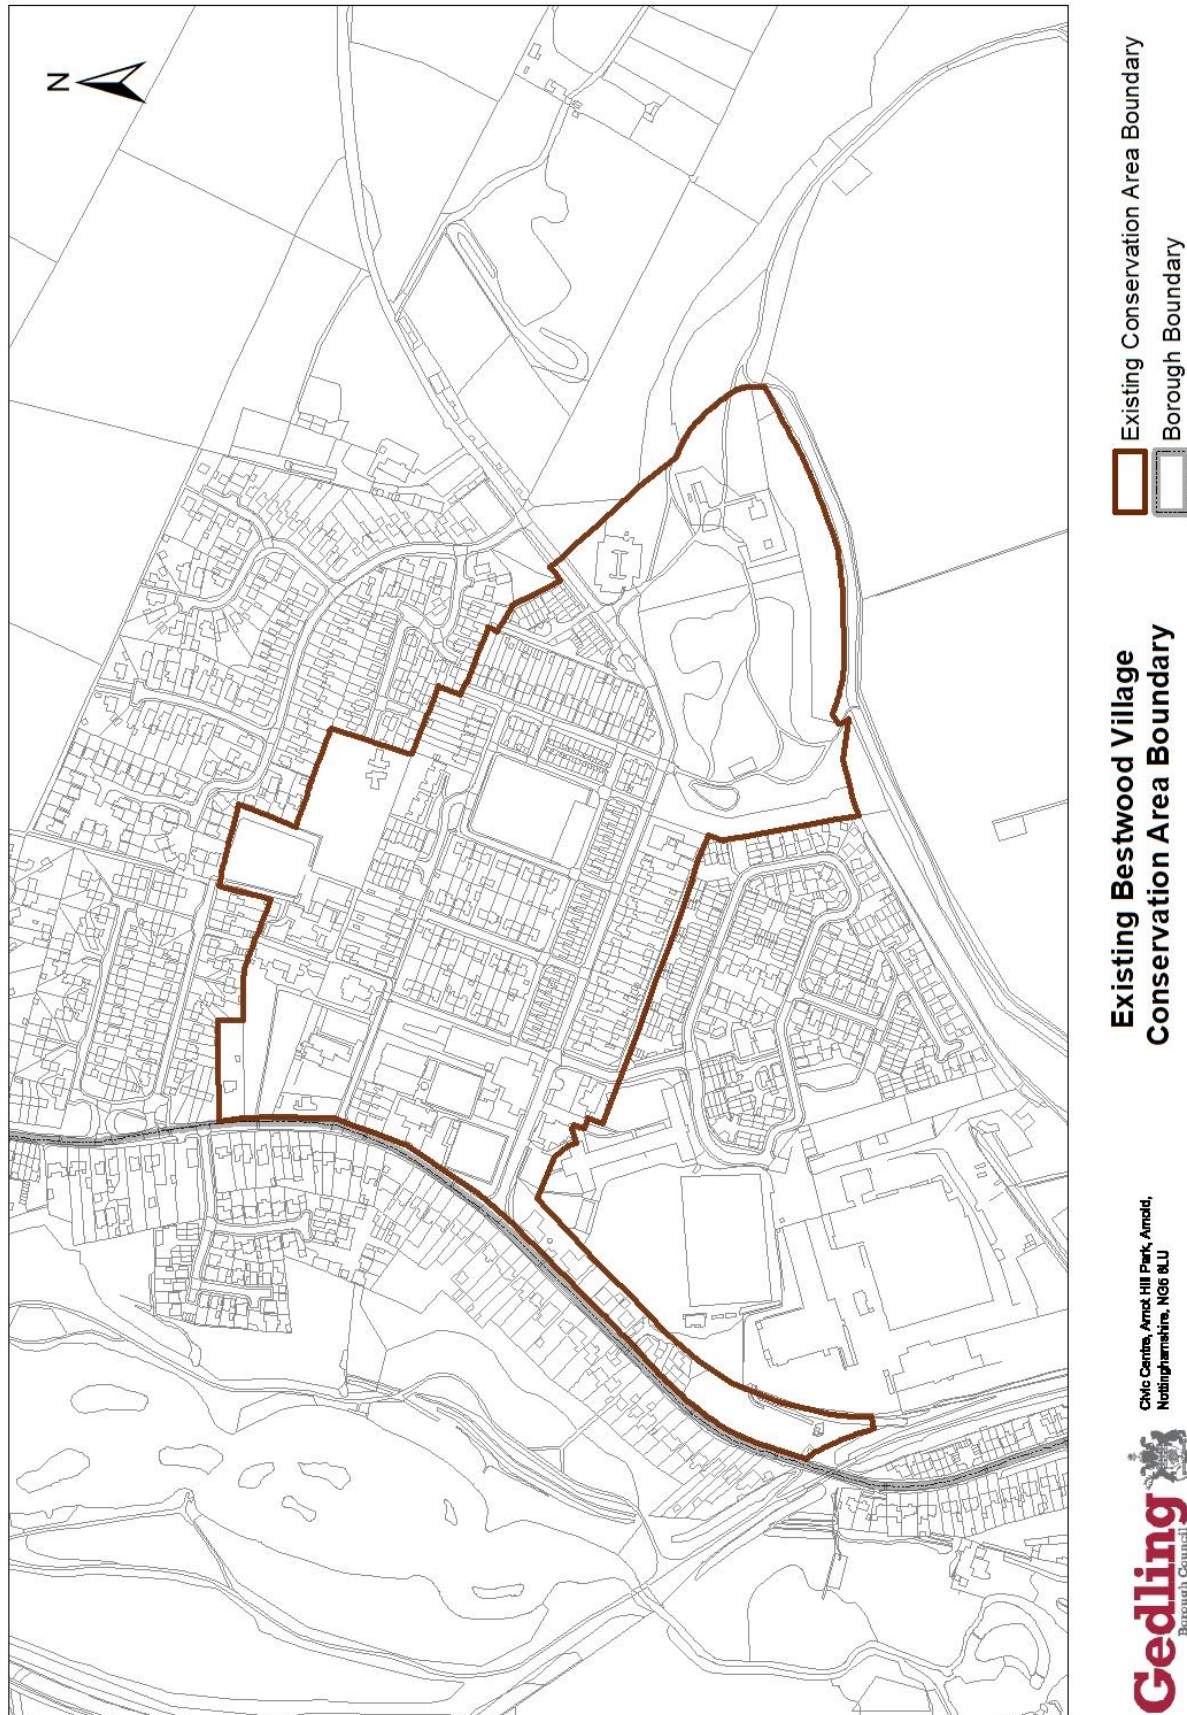 N
Existing Conservation Area Boundary
Borough Boundary
Existing Bestwood Village
Conservation Area Boundary
Civic Centre, Arnot Hill Park, Arnold,
Nottinghamshire, NG5 6LU
Gedling
Borough Council